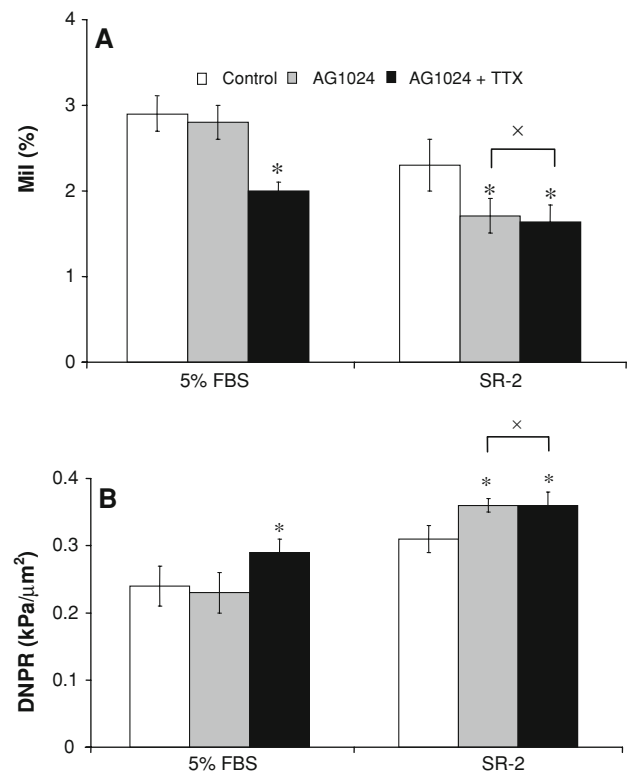 A
Control AG1024 AG1024 + TTX
4
3
2
1
0
MiI (%)
*
×
* *
5% FBS SR-2
B
0.4
0.3
0.2
0.1
0
DNPR (kPa/µm²)
*
×
* *
5% FBS SR-2